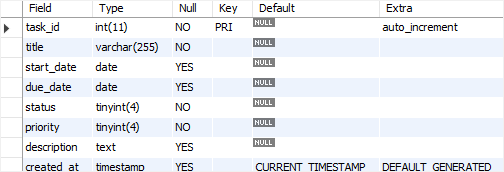 Field Type Null Key Default Extra
task_id int(11) NO PRI NULL auto_increment
title varchar(255) NO NULL
start_date date YES NULL
due_date date YES NULL
status tinyint(4) NO NULL
priority tinyint(4) NO NULL
description text YES NULL
created_at timestamp YES CURRENT_TIMESTAMP DEFAULT_GENERATED